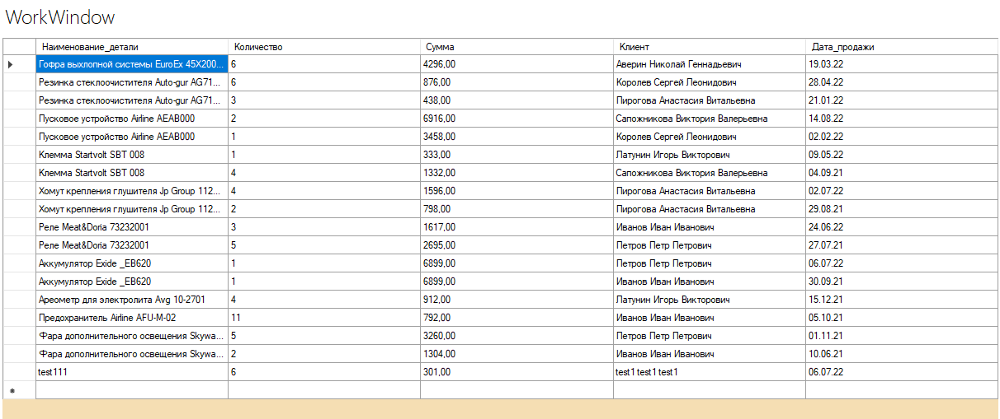 WorkWindow
Наименование_детали Количество Сумма Клиент Дата_продажи
Гофра выхлопной системы EuroEx 45X200... 6 4296,00 Аверин Николай Геннадьевич 19.03.22
Резинка стеклоочистителя Auto-gur AG71... 6 876,00 Королев Сергей Леонидович 28.04.22
Резинка стеклоочистителя Auto-gur AG71... 3 438,00 Пирогова Анастасия Витальевна 21.01.22
Пусковое устройство Airline AEAB000 2 6916,00 Сапожникова Виктория Валерьевна 14.08.22
Пусковое устройство Airline AEAB000 1 3458,00 Королев Сергей Леонидович 02.02.22
Клемма Startvolt SBT 008 1 333,00 Латунин Игорь Викторович 09.05.22
Клемма Startvolt SBT 008 4 1332,00 Сапожникова Виктория Валерьевна 04.09.21
Хомут крепления глушителя Jp Group 112... 4 1596,00 Пирогова Анастасия Витальевна 02.07.22
Хомут крепления глушителя Jp Group 112... 2 798,00 Пирогова Анастасия Витальевна 29.08.21
Реле Meat&Doria 73232001 3 1617,00 Иванов Иван Иванович 24.06.22
Реле Meat&Doria 73232001 5 2695,00 Петров Петр Петрович 27.07.21
Аккумулятор Exide _EB620 1 6899,00 Петров Петр Петрович 06.07.22
Аккумулятор Exide _EB620 1 6899,00 Иванов Иван Иванович 30.09.21
Ареометр для электролита Avg 10-2701 4 912,00 Латунин Игорь Викторович 15.12.21
Предохранитель Airline AFU-M-02 11 792,00 Иванов Иван Иванович 05.10.21
Фара дополнительного освещения Skywa... 5 3260,00 Петров Петр Петрович 01.11.21
Фара дополнительного освещения Skywa... 2 1304,00 Иванов Иван Иванович 10.06.21
test111 6 301,00 test1 test1 test1 06.07.22